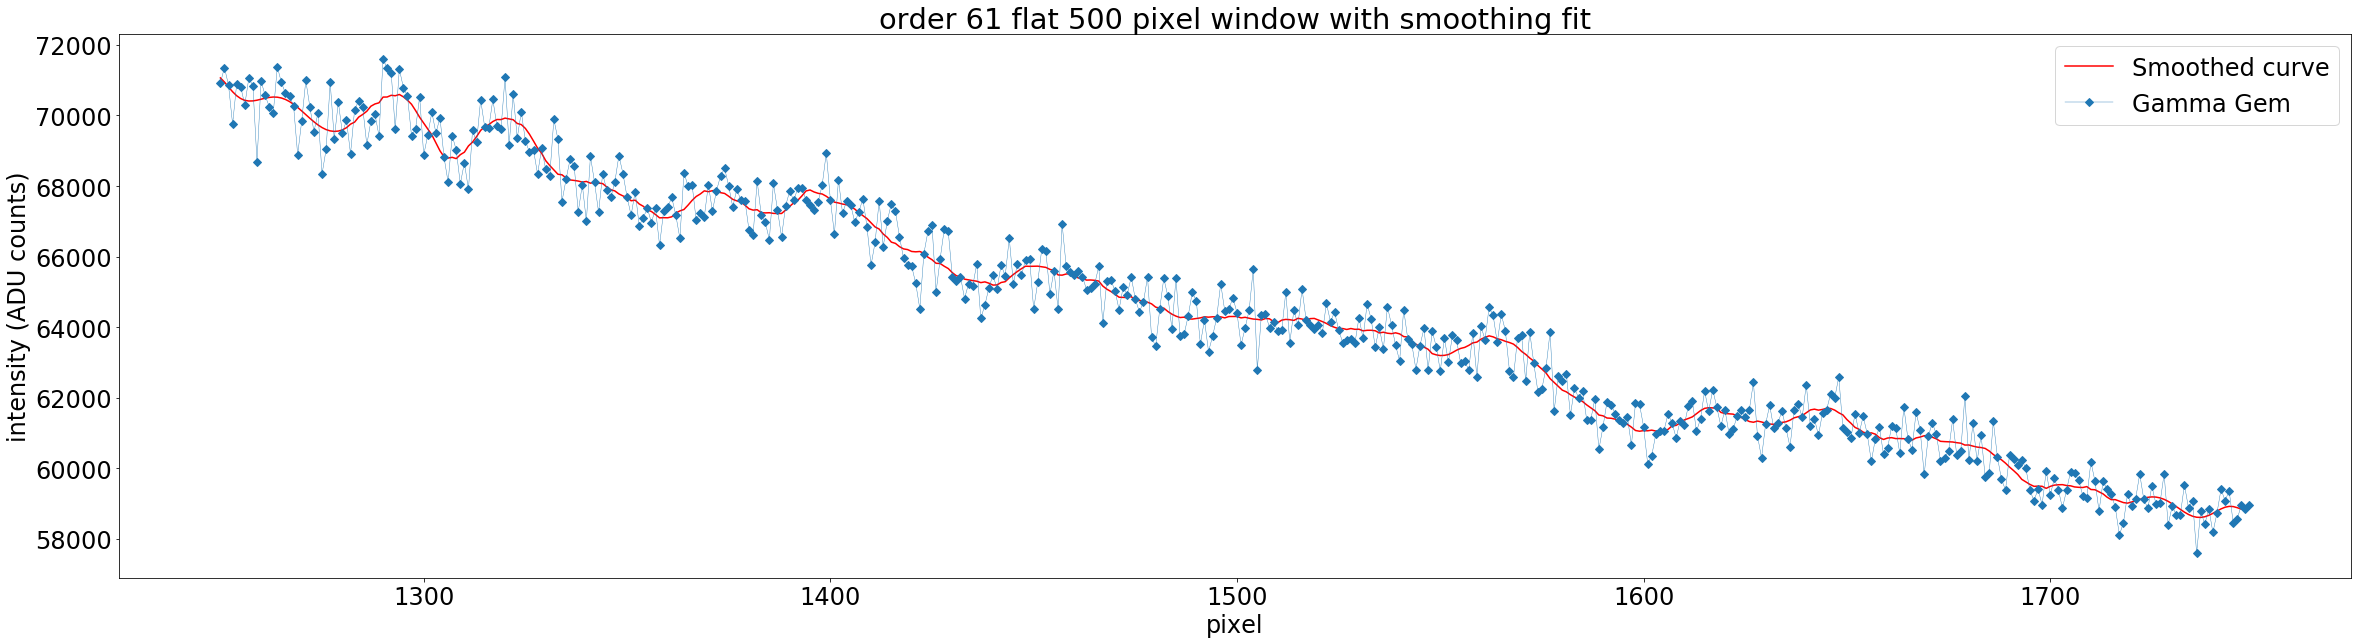 order 61 flat 500 pixel window with smoothing fit
72000
70000
68000
66000
64000
62000
60000
58000
intensity (ADU counts)
Smoothed curve
Gamma Gem
1300
1400
1500
1600
1700
pixel